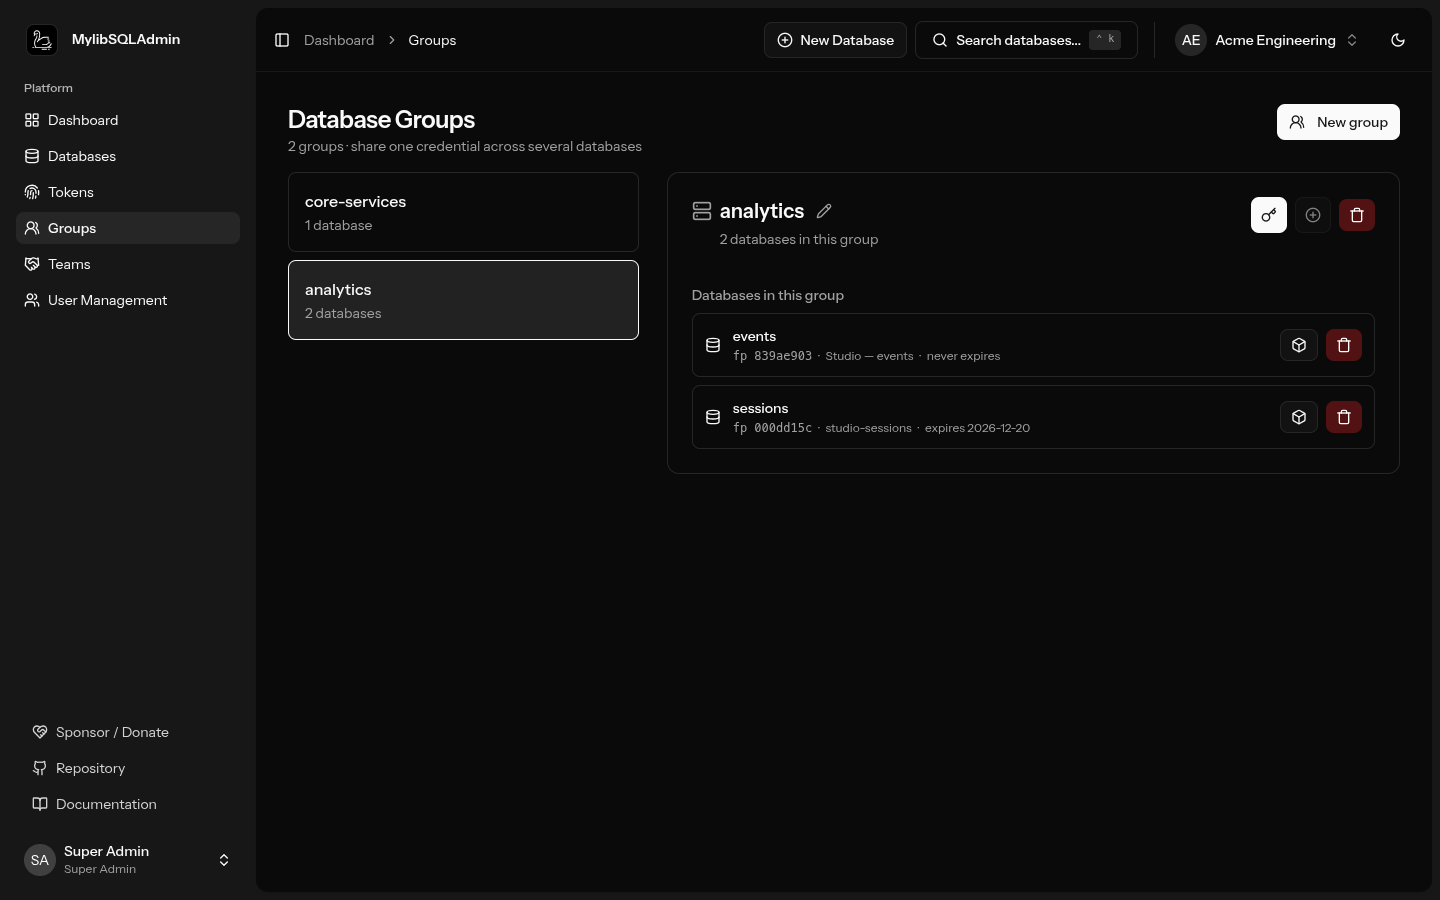 MylibSQLAdmin
Platform
Dashboard
Databases
Tokens
Groups
Teams
User Management
Sponsor / Donate
Repository
Documentation
SA
Super Admin
Super Admin
Dashboard > Groups
New Database
Search databases... ^ k
AE Acme Engineering
Database Groups
2 groups · share one credential across several databases
New group
core-services
1 database
analytics
2 databases
analytics
2 databases in this group
Databases in this group
events
fp 839ae903 · Studio — events · never expires
sessions
fp 000dd15c · studio-sessions · expires 2026-12-20